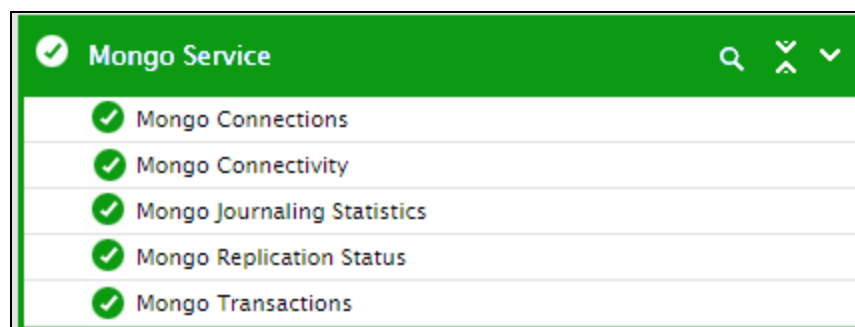 Mongo Service
Mongo Connections
Mongo Connectivity
Mongo Journaling Statistics
Mongo Replication Status
Mongo Transactions